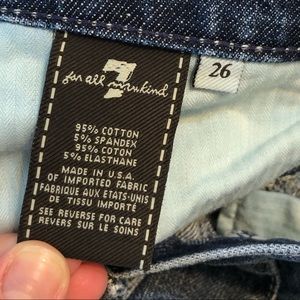 7
for all mankind
26
95% COTTON
5% SPANDEX
95% COTON
5% ELASTHANE
MADE IN U.S.A.
OF IMPORTED FABRIC
FABRIQUE AUX ETATS-UNIS
DE TISSU IMPORTÉ
SEE REVERSE FOR CARE
REVERS SUR LE SOINS